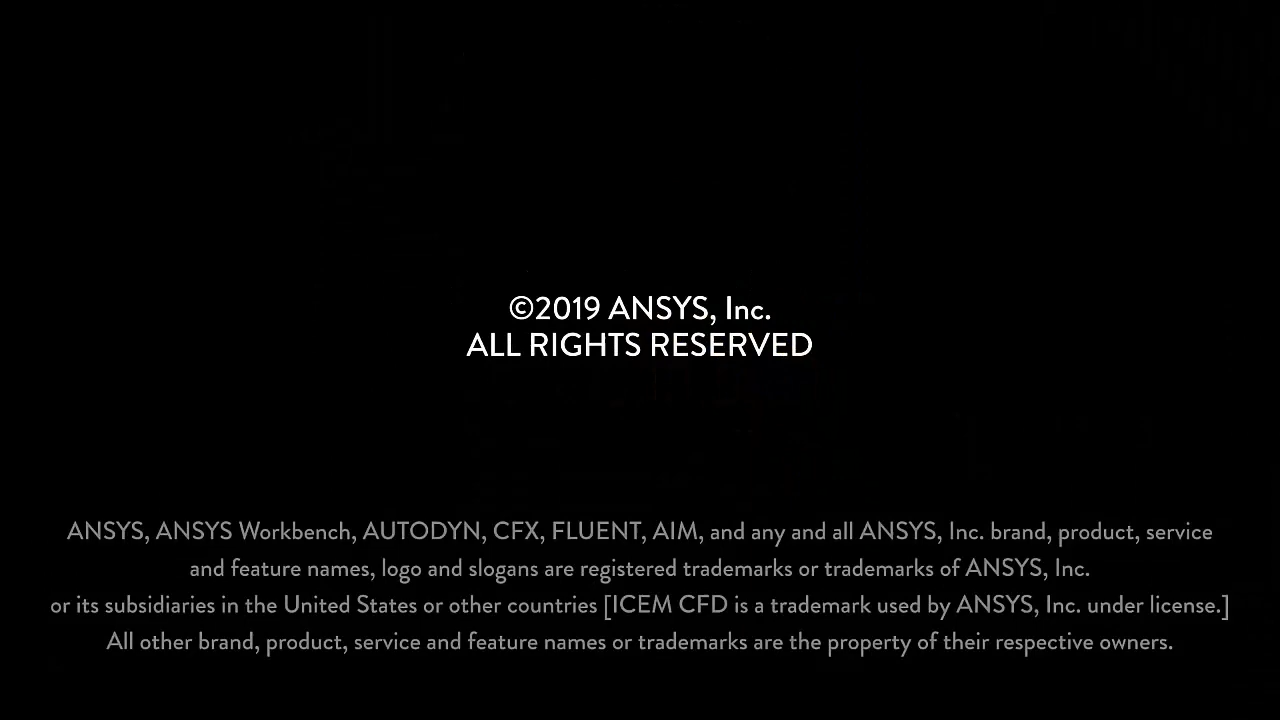 ©2019 ANSYS, Inc.
ALL RIGHTS RESERVED
ANSYS, ANSYS Workbench, AUTODYN, CFX, FLUENT, AIM, and any and all ANSYS, Inc. brand, product, service
and feature names, logo and slogans are registered trademarks or trademarks of ANSYS, Inc.
or its subsidiaries in the United States or other countries [ICEM CFD is a trademark used by ANSYS, Inc. under license.]
All other brand, product, service and feature names or trademarks are the property of their respective owners.